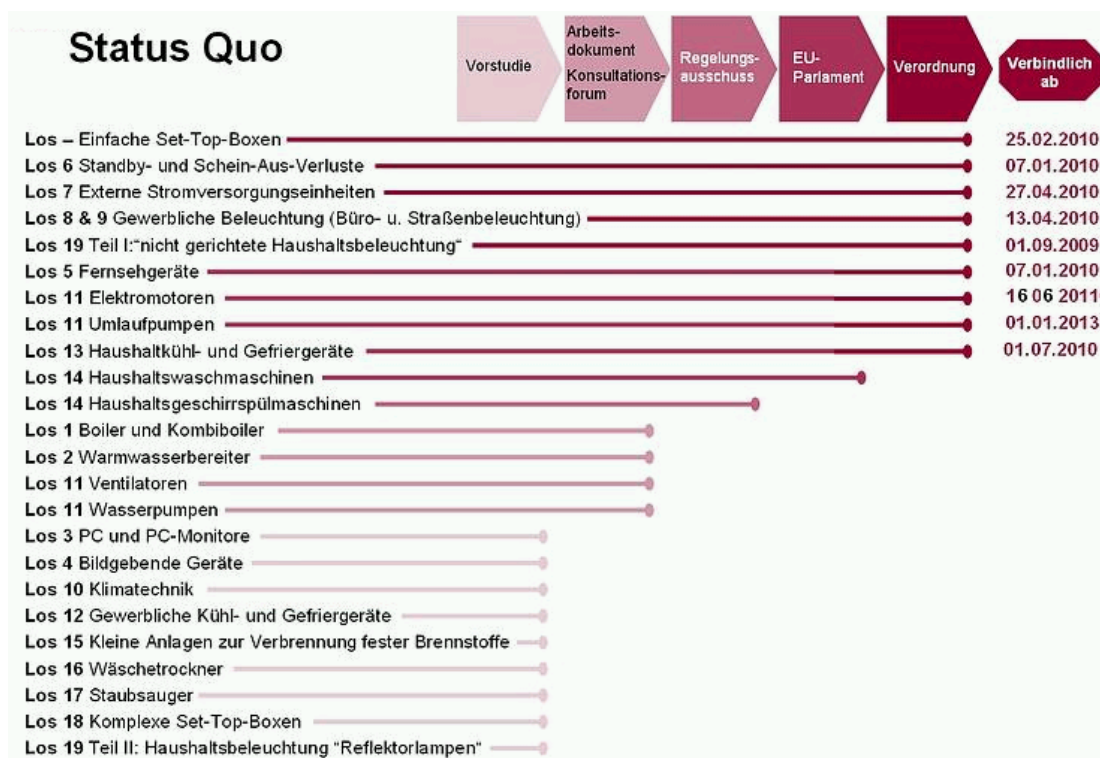 Status Quo
Vorstudie
Arbeits-
dokument
Konsultations-
forum
Regelungs-
ausschuss
EU-
Parlament
Verordnung
Verbindlich
ab
Los – Einfache Set-Top-Boxen 25.02.2010
Los 6 Standby- und Schein-Aus-Verluste 07.01.2010
Los 7 Externe Stromversorgungseinheiten 27.04.2010
Los 8 & 9 Gewerbliche Beleuchtung (Büro- u. Straßenbeleuchtung) 13.04.2010
Los 19 Teil I:"nicht gerichtete Haushaltsbeleuchtung" 01.09.2009
Los 5 Fernsehgeräte 07.01.2010
Los 11 Elektromotoren 16 06 2011
Los 11 Umlaufpumpen 01.01.2013
Los 13 Haushaltkühl- und Gefriergeräte 01.07.2010
Los 14 Haushaltswaschmaschinen
Los 14 Haushaltsgeschirrspülmaschinen
Los 1 Boiler und Kombiboiler
Los 2 Warmwasserbereiter
Los 11 Ventilatoren
Los 11 Wasserpumpen
Los 3 PC und PC-Monitore
Los 4 Bildgebende Geräte
Los 10 Klimatechnik
Los 12 Gewerbliche Kühl- und Gefriergeräte
Los 15 Kleine Anlagen zur Verbrennung fester Brennstoffe
Los 16 Wäschetrockner
Los 17 Staubsauger
Los 18 Komplexe Set-Top-Boxen
Los 19 Teil II: Haushaltsbeleuchtung "Reflektorlampen"